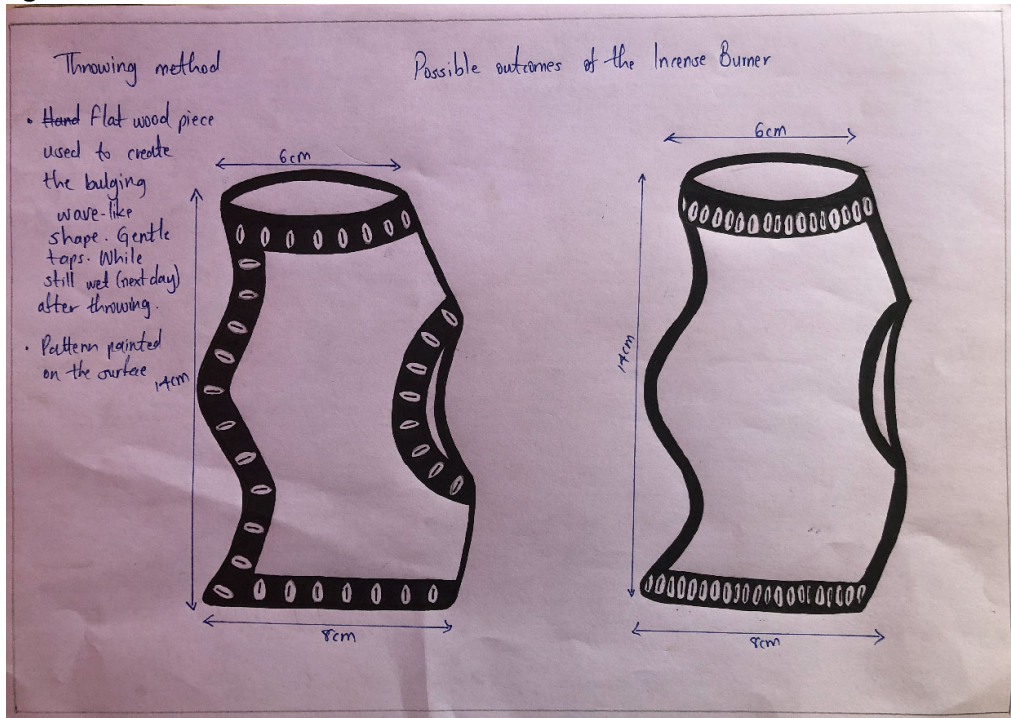 Throwing method
Possible outcomes of the Incense Burner
• Hand Flat wood piece
used to create
the bulging
wave-like
shape. Gentle
taps. While
still wet (next day)
after throwing.
• Pattern painted
on the surface
6cm
14cm
8cm
6cm
14cm
8cm